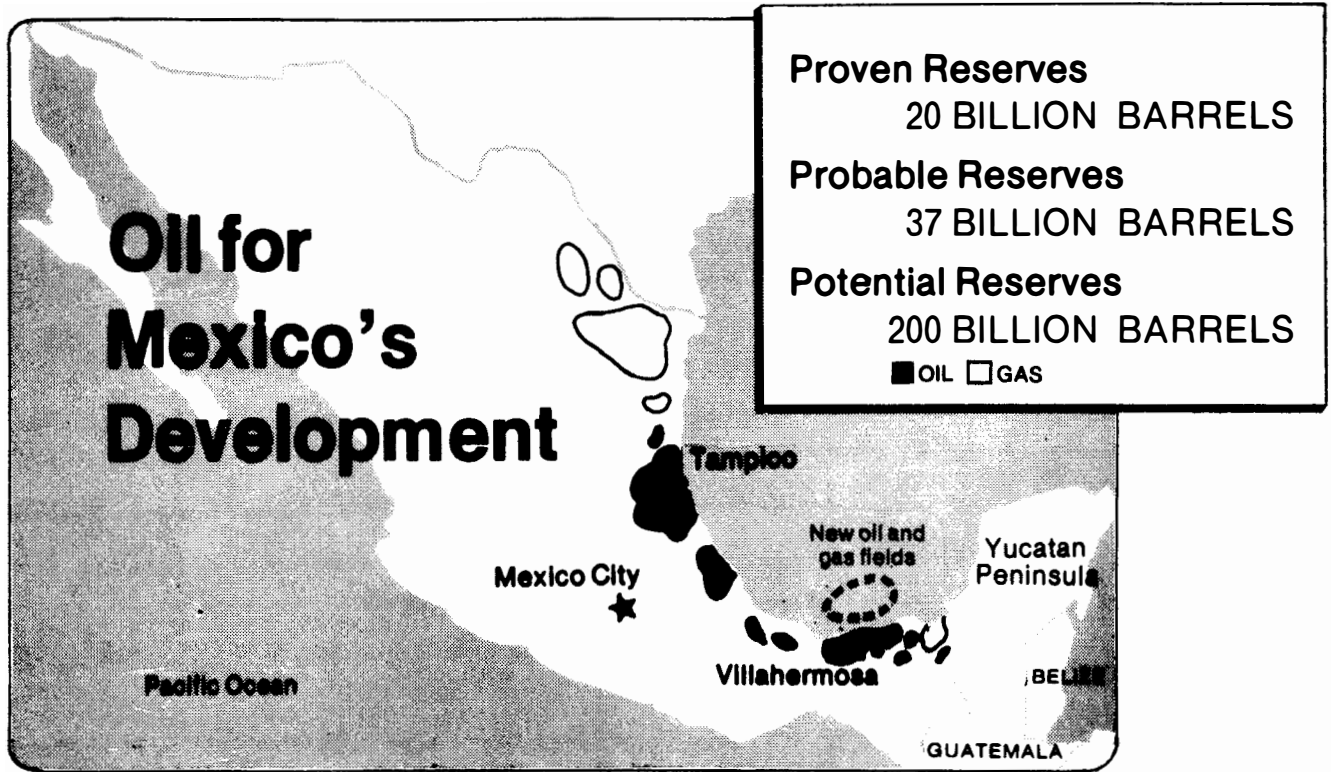 Proven Reserves
20 BILLION BARRELS
Probable Reserves
37 BILLION BARRELS
Potential Reserves
200 BILLION BARRELS
OIL GAS
Oil for
Mexico's
Development
Tampico
New oil and
gas fields
Yucatan
Peninsula
Mexico City
Villahermosa
Pacific Ocean
BELIZE
GUATEMALA